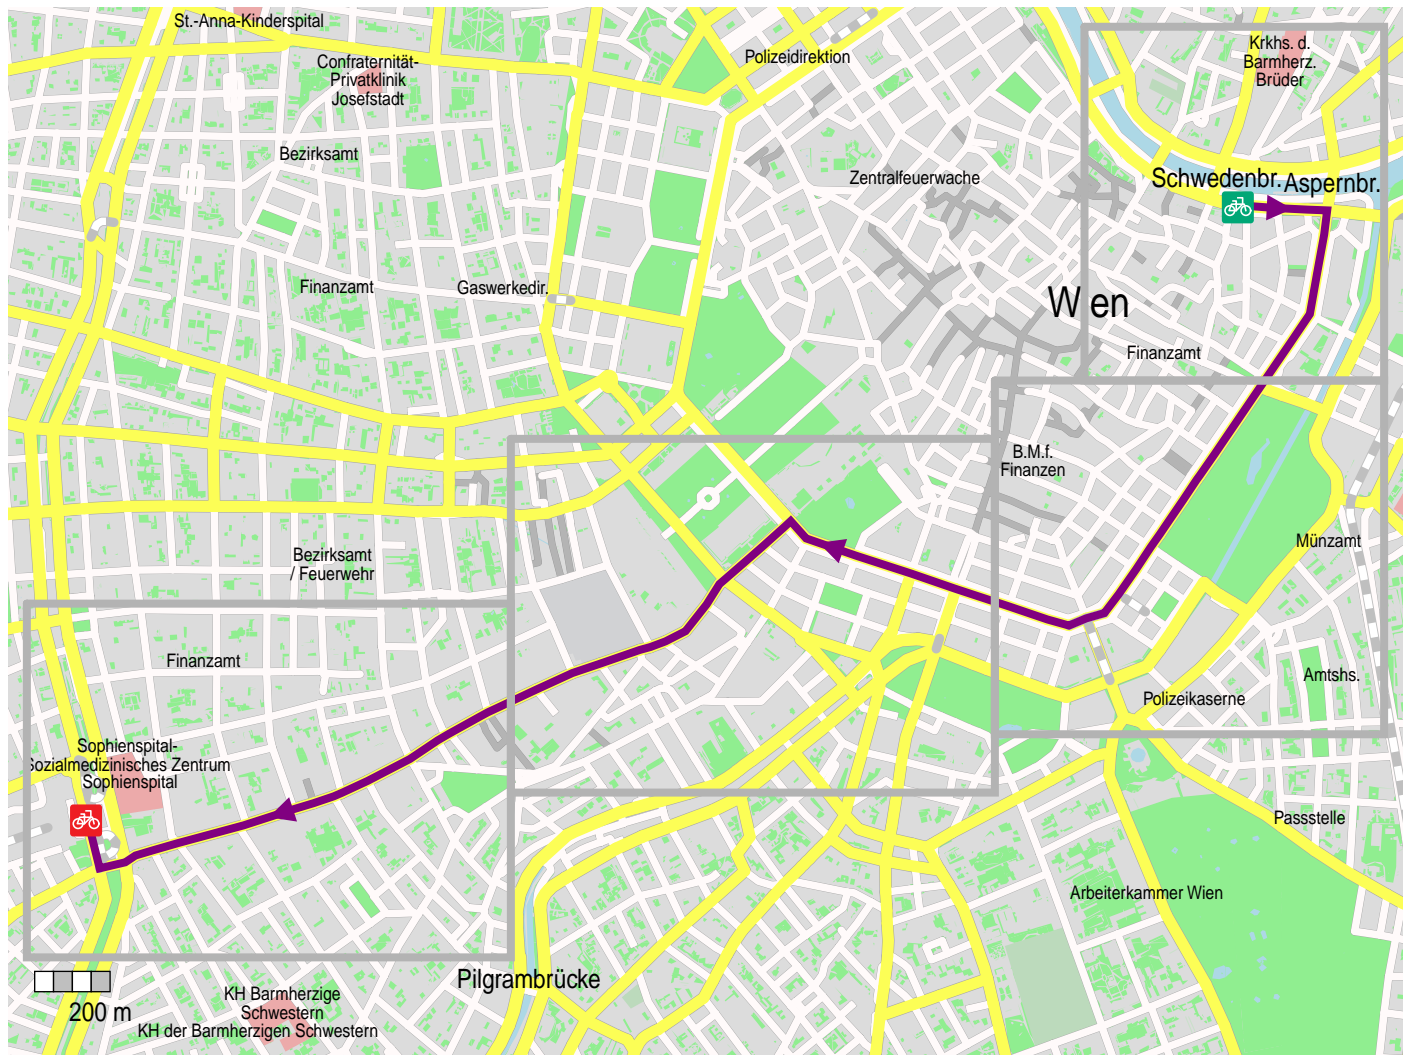 St.-Anna-Kinderspital
Confraternität-
Privatklinik
Josefstadt
Polizeidirektion
Krkhs. d.
Barmherz.
Brüder
Bezirksamt
Zentralfeuerwache
Schwedenbr.
Aspernbr.
Finanzamt
Gaswerkedir.
Wien
Finanzamt
B.M.f.
Finanzen
Bezirksamt
/ Feuerwehr
Münzamt
Finanzamt
Amtshs.
Polizeikaserne
Sophienspital-
Sozialmedizinisches Zentrum
Sophienspital
Passstelle
Arbeiterkammer Wien
Pilgrambrücke
200 m
KH Barmherzige
Schwestern
KH der Barmherzigen Schwestern